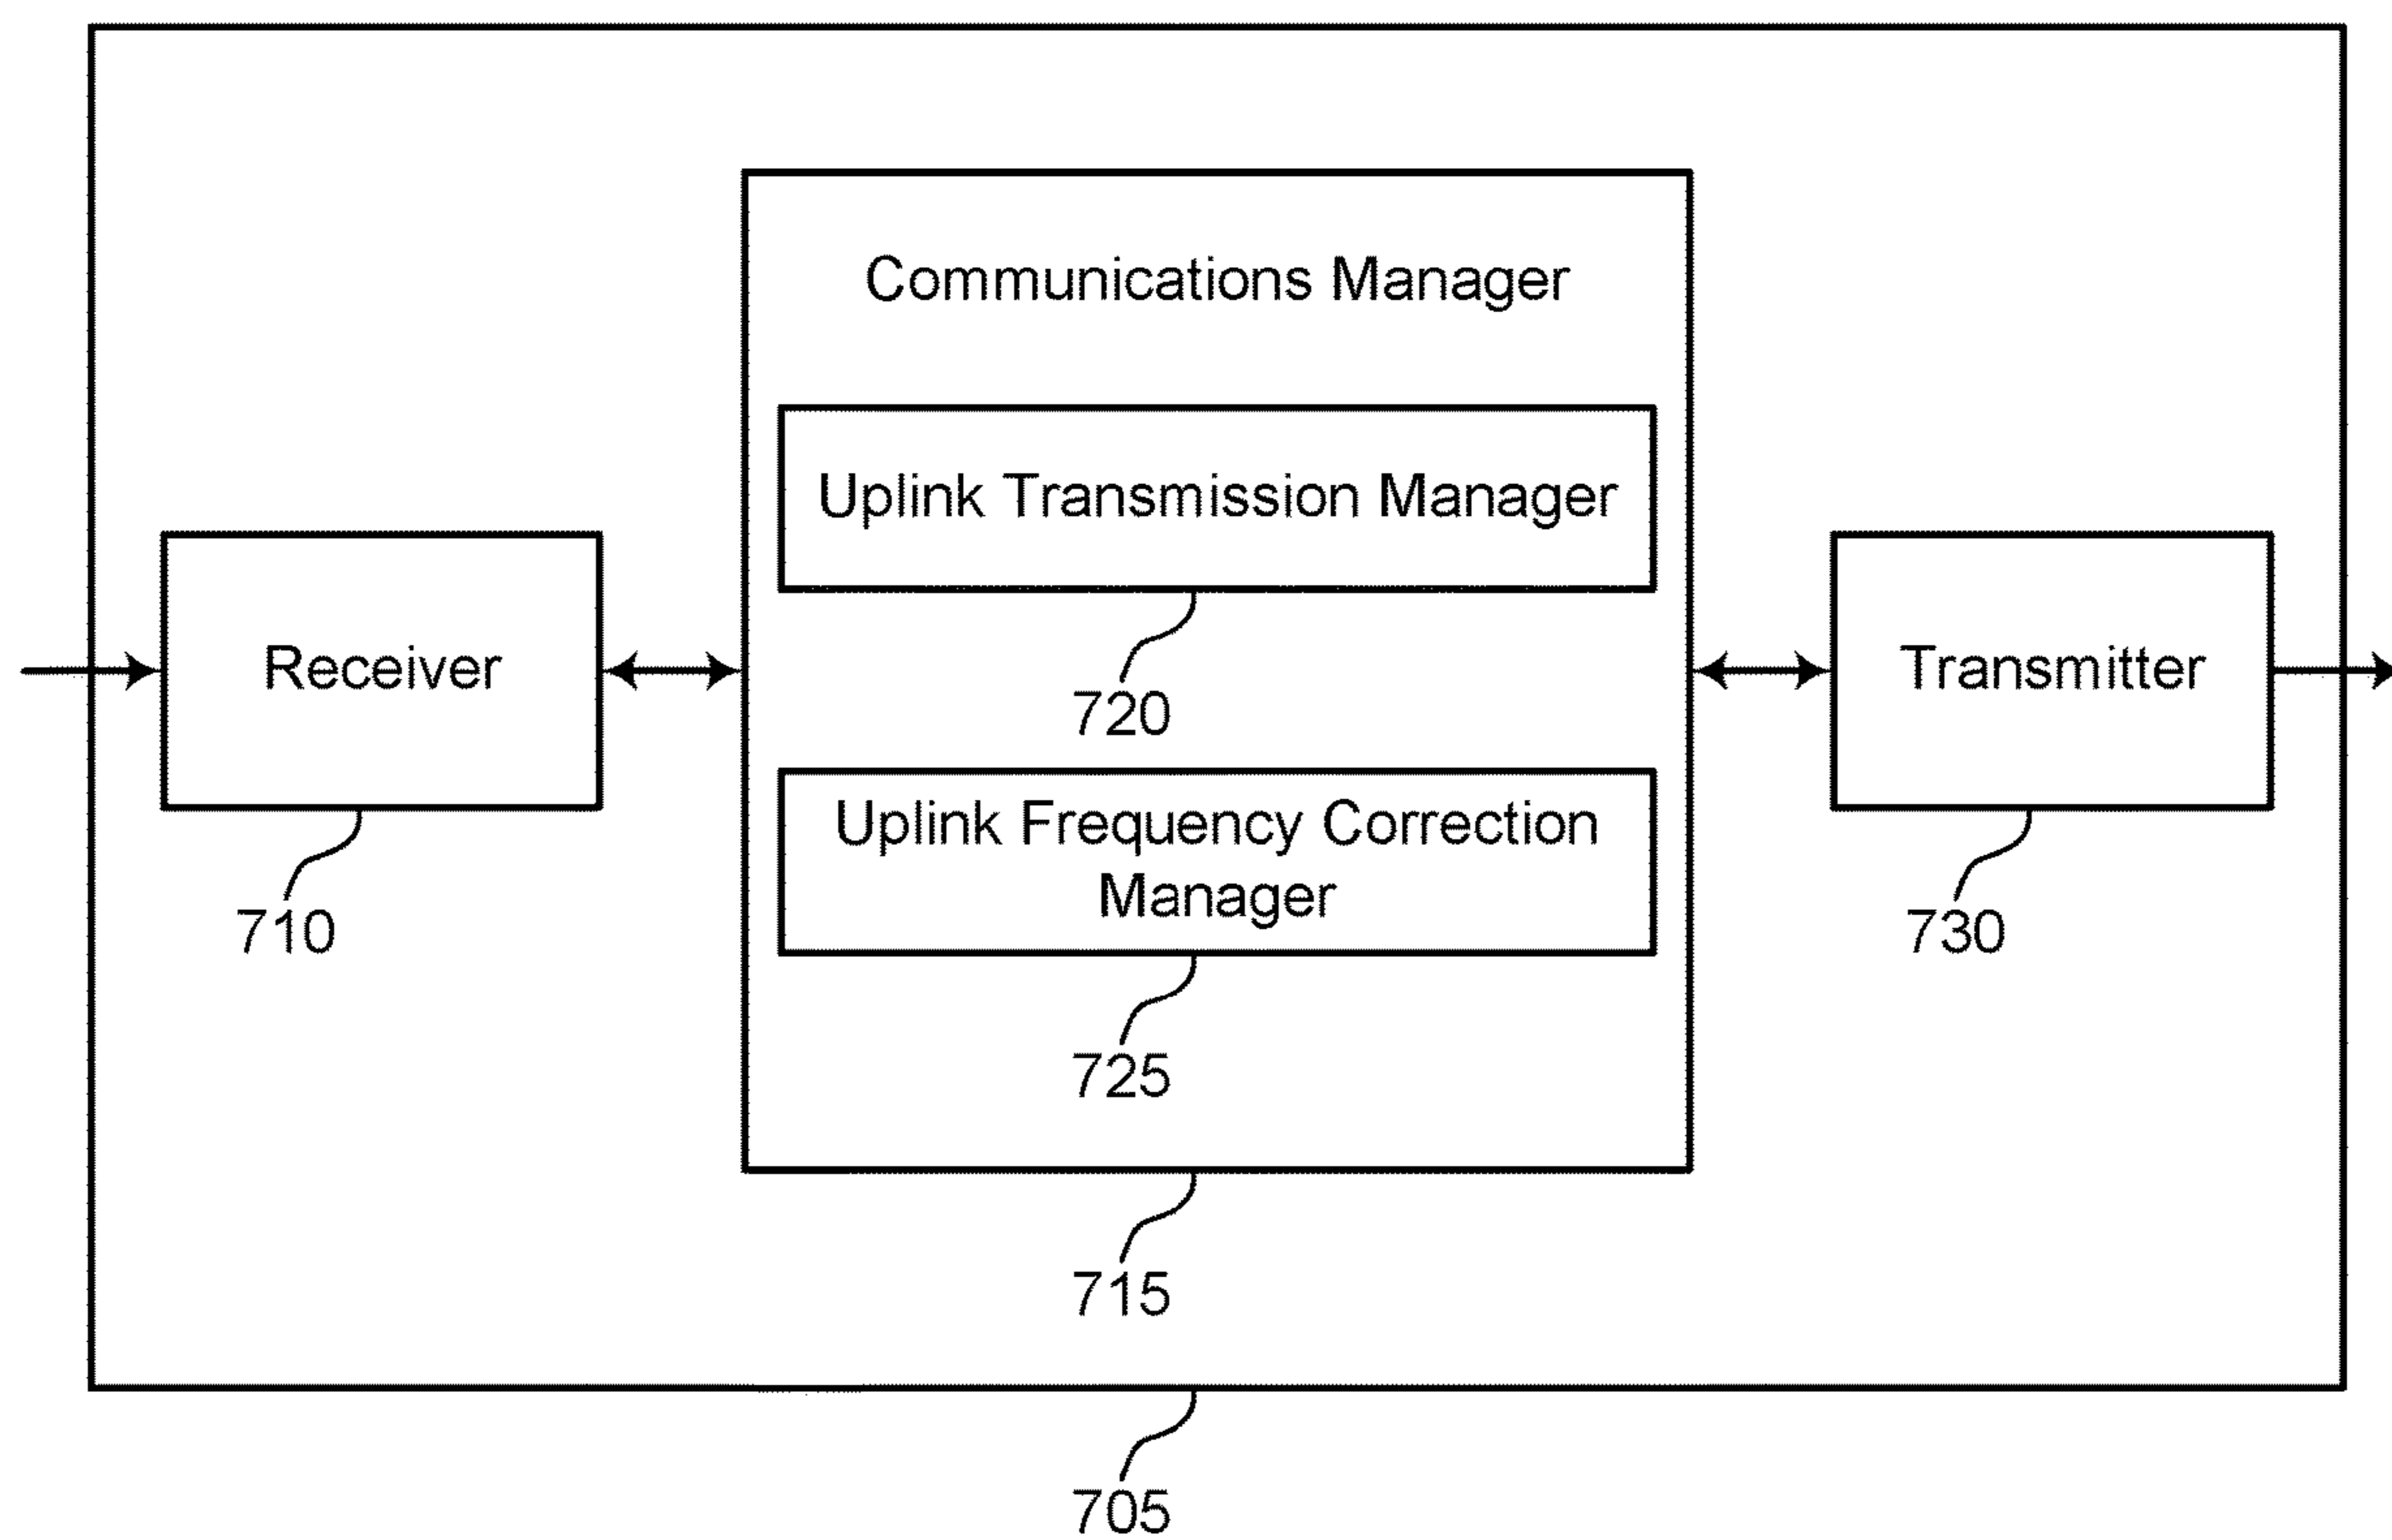 Communications Manager
Uplink Transmission Manager
720
Receiver
710
Transmitter
730
Uplink Frequency Correction
Manager
725
715
705